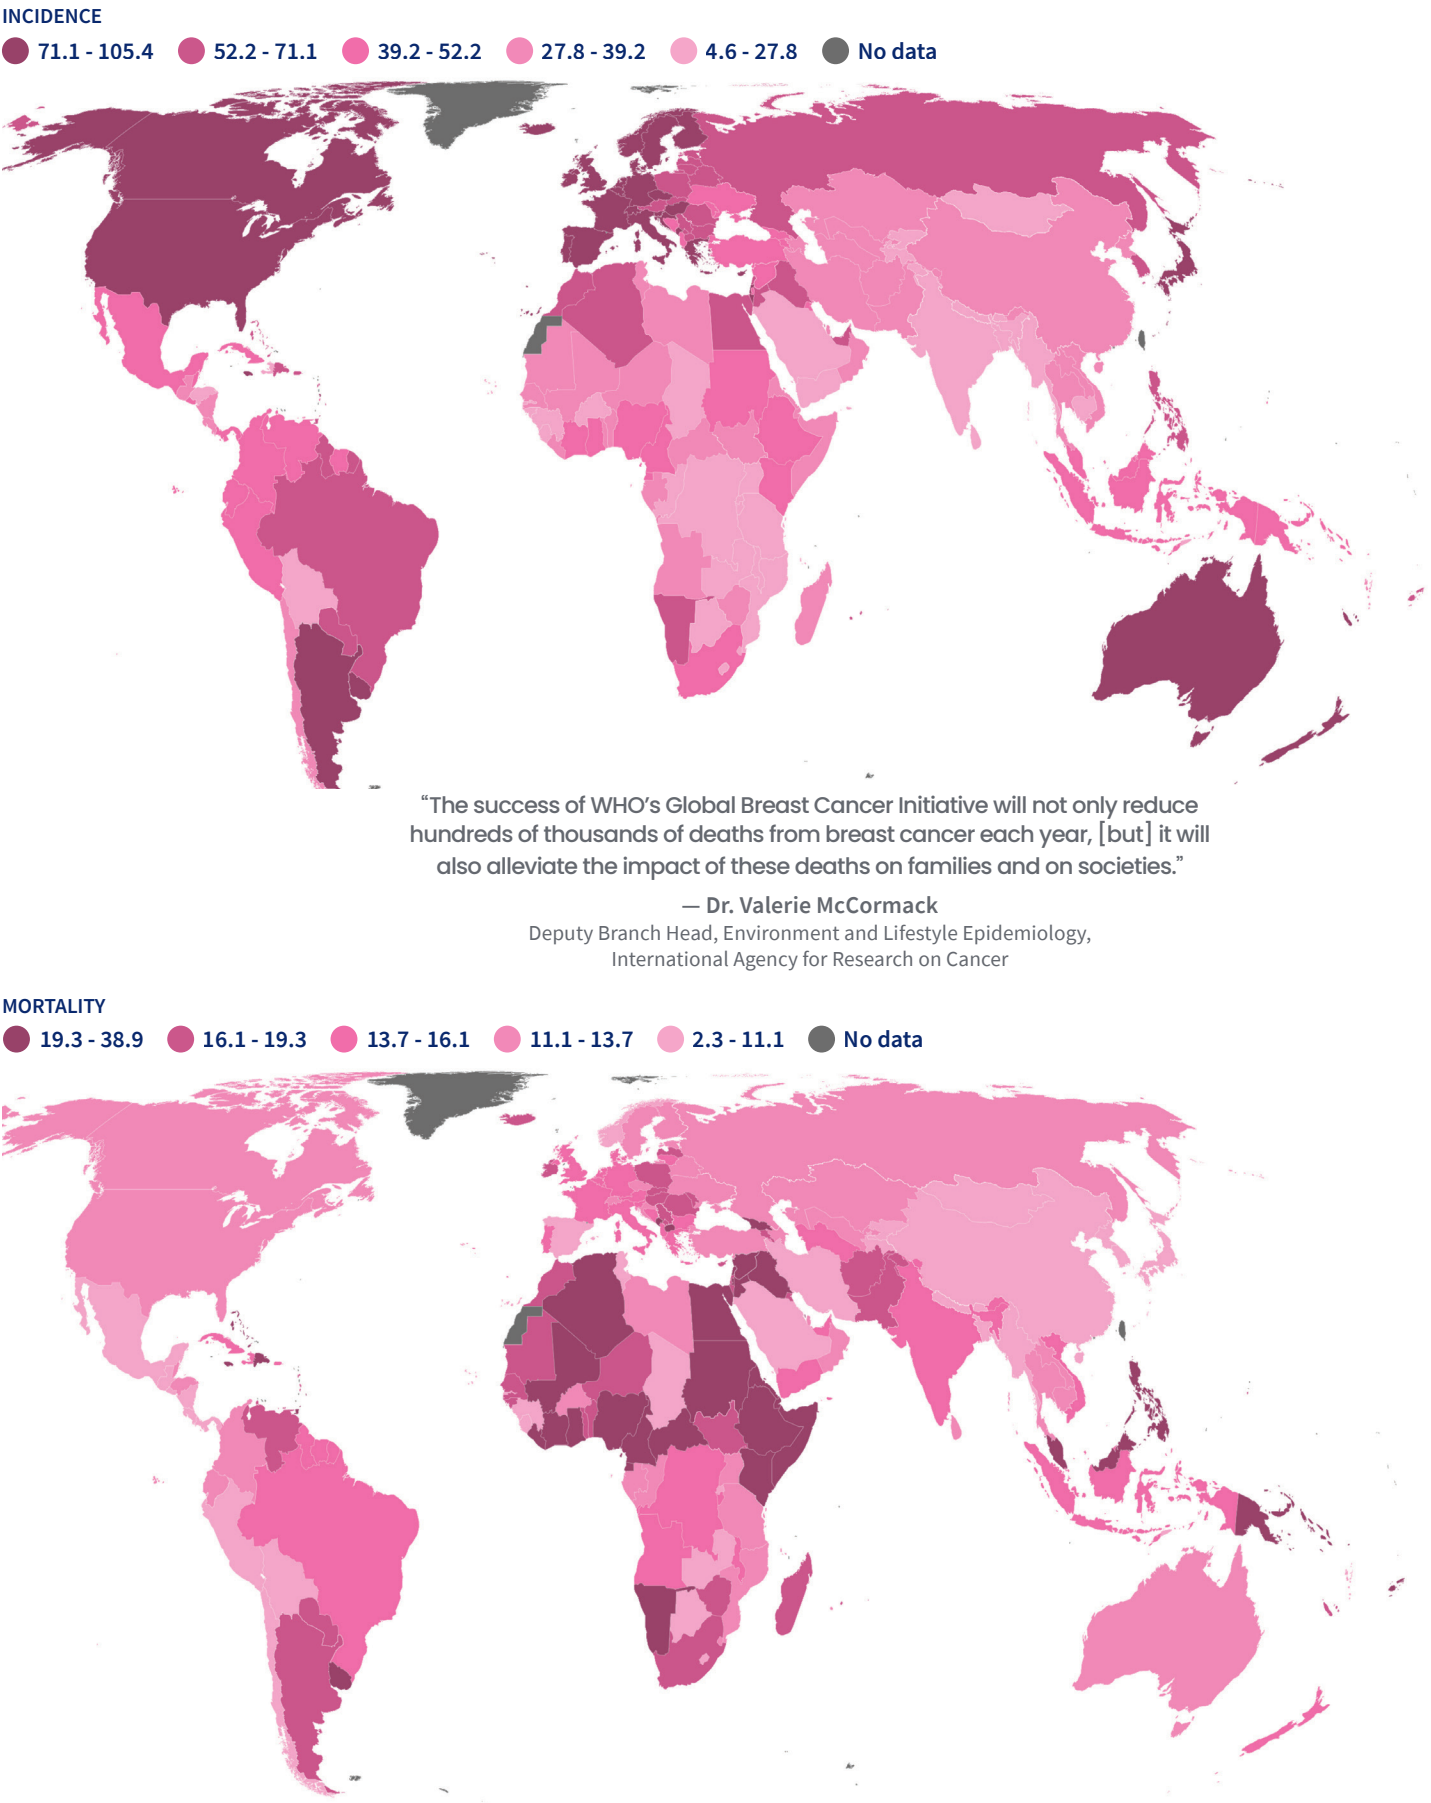 INCIDENCE
71.1 - 105.4 52.2 - 71.1 39.2 - 52.2 27.8 - 39.2 4.6 - 27.8 No data
“The success of WHO’s Global Breast Cancer Initiative will not only reduce
hundreds of thousands of deaths from breast cancer each year, [but] it will
also alleviate the impact of these deaths on families and on societies.”
— Dr. Valerie McCormack
Deputy Branch Head, Environment and Lifestyle Epidemiology,
International Agency for Research on Cancer
MORTALITY
19.3 - 38.9 16.1 - 19.3 13.7 - 16.1 11.1 - 13.7 2.3 - 11.1 No data